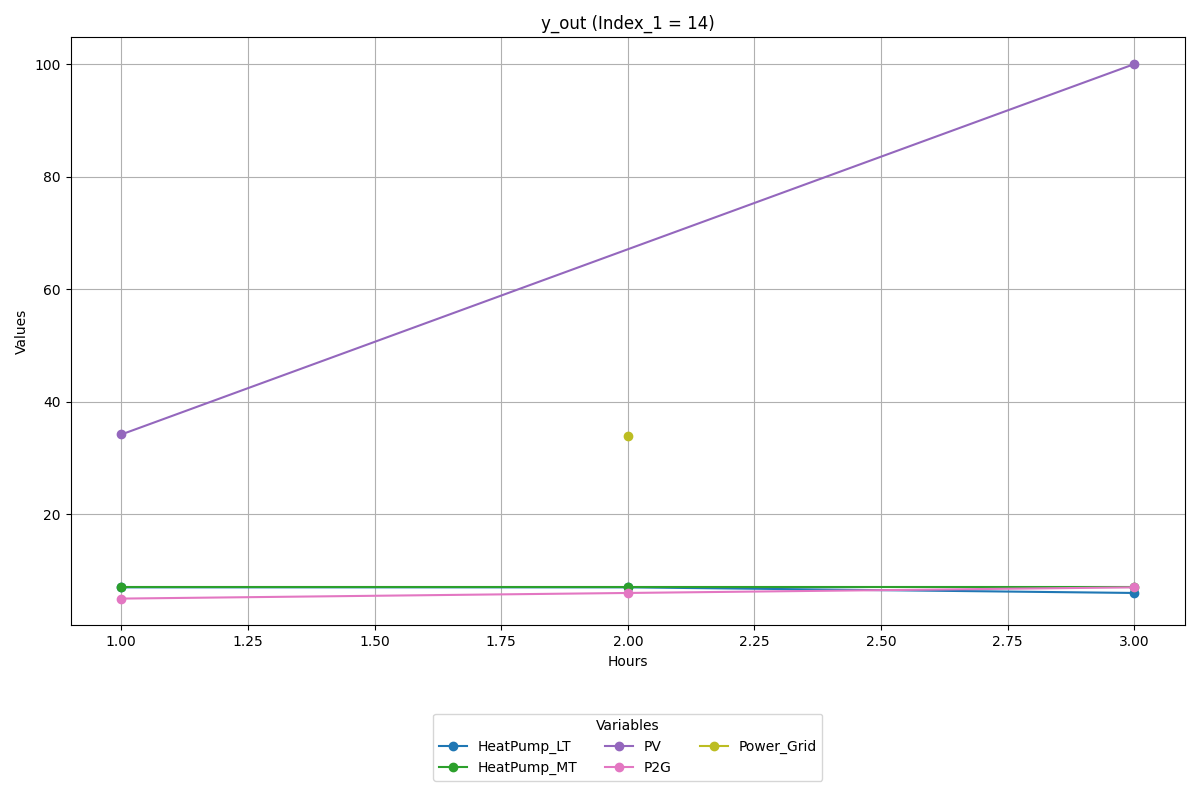 y_out (Index_1 = 14)
100
80
60
40
20
Values
1.00 1.25 1.50 1.75 2.00 2.25 2.50 2.75 3.00
Hours
Variables
HeatPump_LT PV Power_Grid
HeatPump_MT P2G